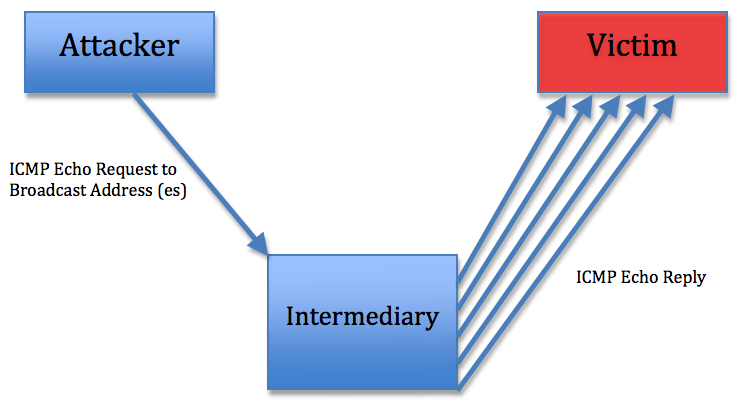 Attacker
Victim
ICMP Echo Request to
Broadcast Address (es)
ICMP Echo Reply
Intermediary